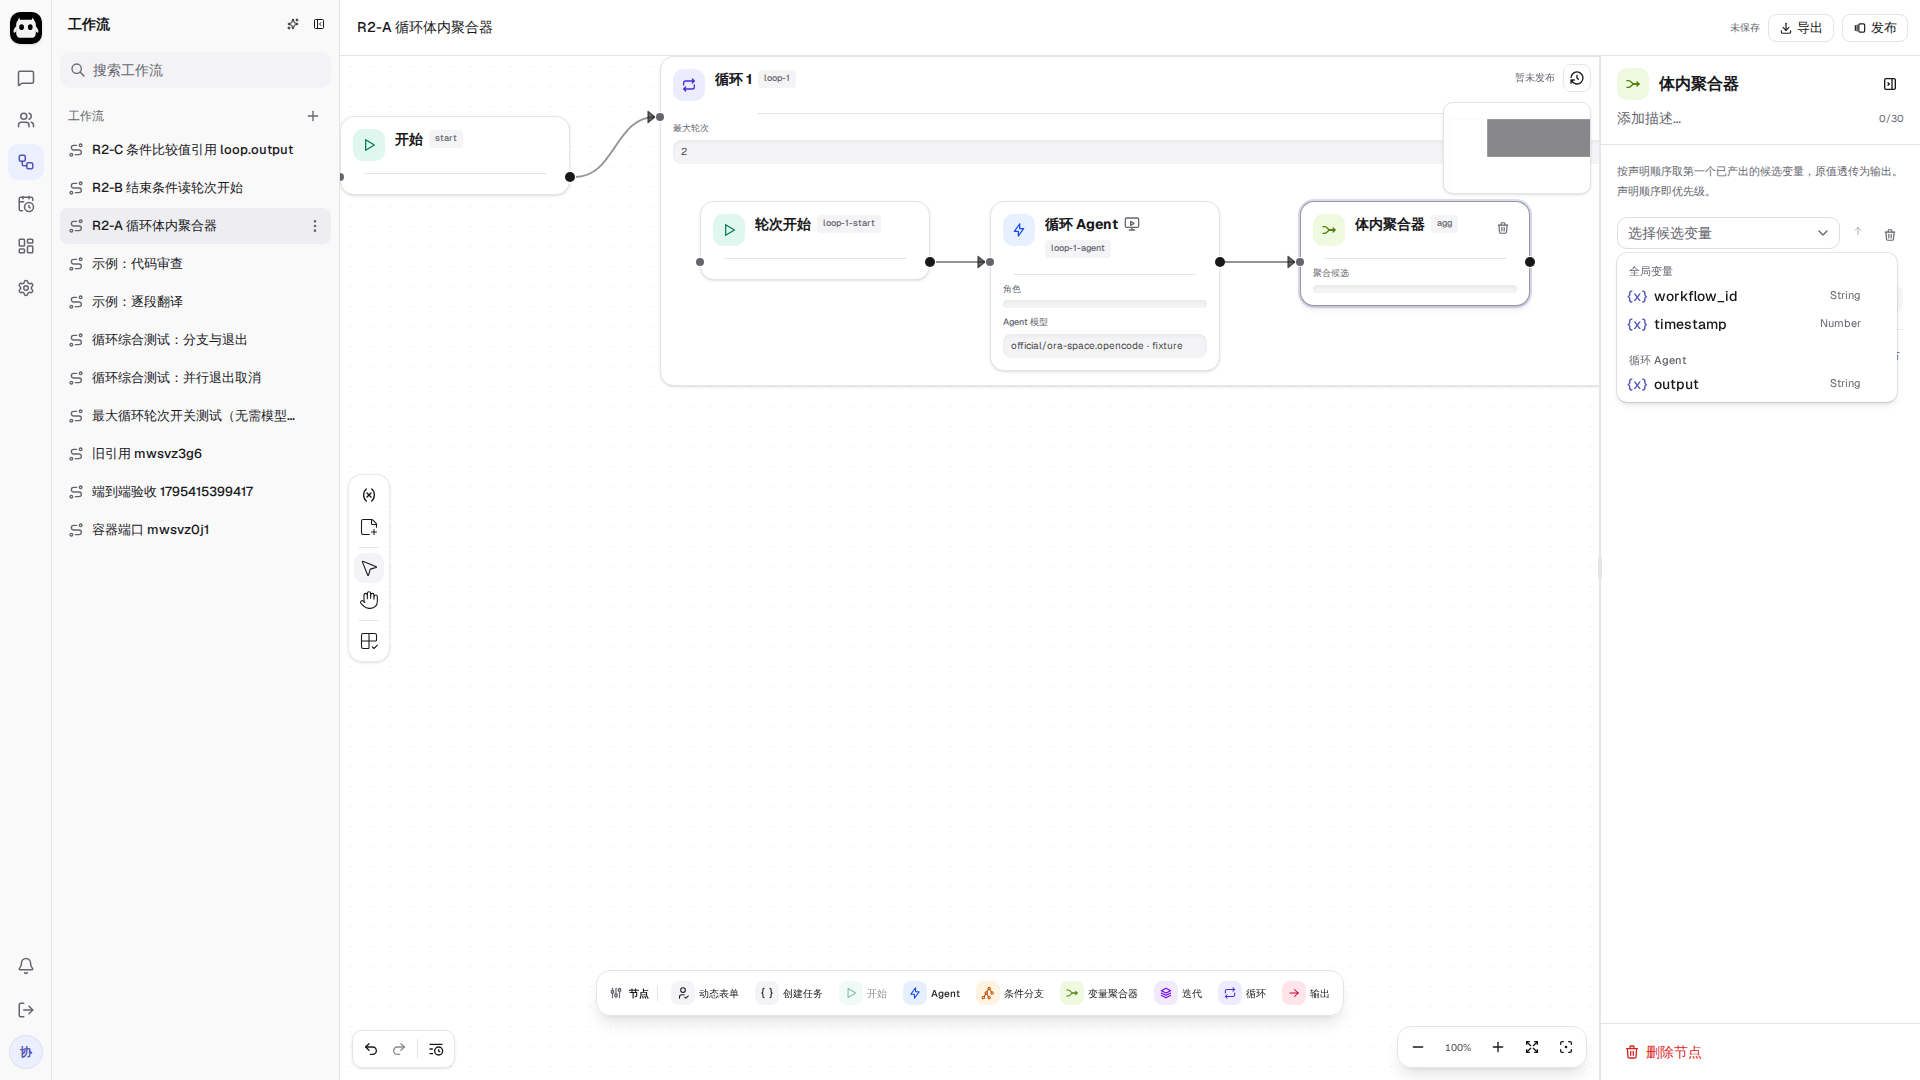 工作流
搜索工作流
工作流
R2-C 条件比较值引用 loop.output
R2-B 结束条件读轮次开始
R2-A 循环体内聚合器
示例：代码审查
示例：逐段翻译
循环综合测试：分支与退出
循环综合测试：并行退出取消
最大循环轮次开关测试（无需模型...
旧引用 mwsvz3g6
端到端验收 1795415399417
容器端口 mwsvz0j1
协
R2-A 循环体内聚合器
未保存
导出
发布
开始 start
循环 1 loop-1
暂未发布
最大轮次
2
轮次开始 loop-1-start
循环 Agent
loop-1-agent
角色
Agent 模型
official/ora-space.opencode · fixture
体内聚合器 agg
聚合候选
节点
动态表单
创建任务
开始
Agent
条件分支
变量聚合器
迭代
循环
输出
100%
体内聚合器
添加描述...
0/30
按声明顺序取第一个已产出的候选变量，原值透传为输出。
声明顺序即优先级。
选择候选变量
全局变量
{x} workflow_id String
{x} timestamp Number
循环 Agent
{x} output String
删除节点